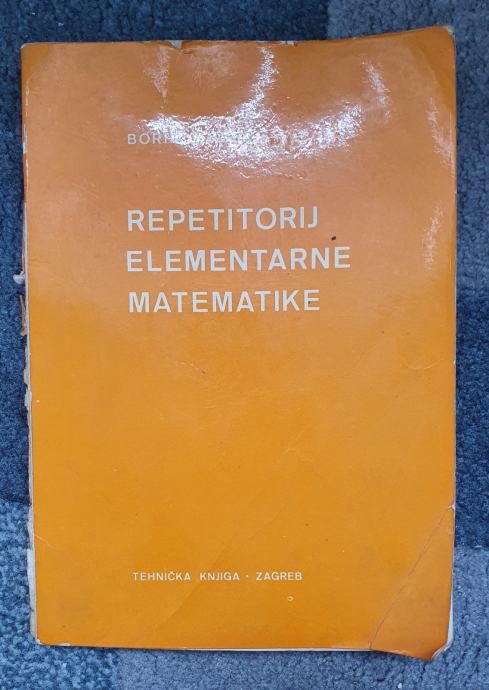 REPETITORIJ
ELEMENTARNE
MATEMATIKE
TEHNIČKA KNJIGA · ZAGREB